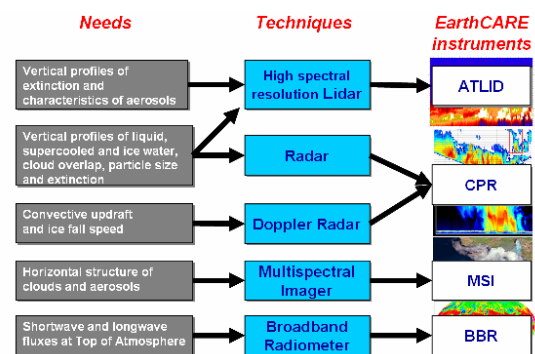 Needs
Techniques
EarthCARE
instruments
Vertical profiles of
extinction and
characteristics of aerosols
High spectral
resolution Lidar
ATLID
Vertical profiles of liquid,
supercooled and ice water,
cloud overlap, particle size
and extinction
Radar
CPR
Convective updraft
and ice fall speed
Doppler Radar
Horizontal structure of
clouds and aerosols
Multispectral
Imager
MSI
Shortwave and longwave
fluxes at Top of Atmosphere
Broadband
Radiometer
BBR